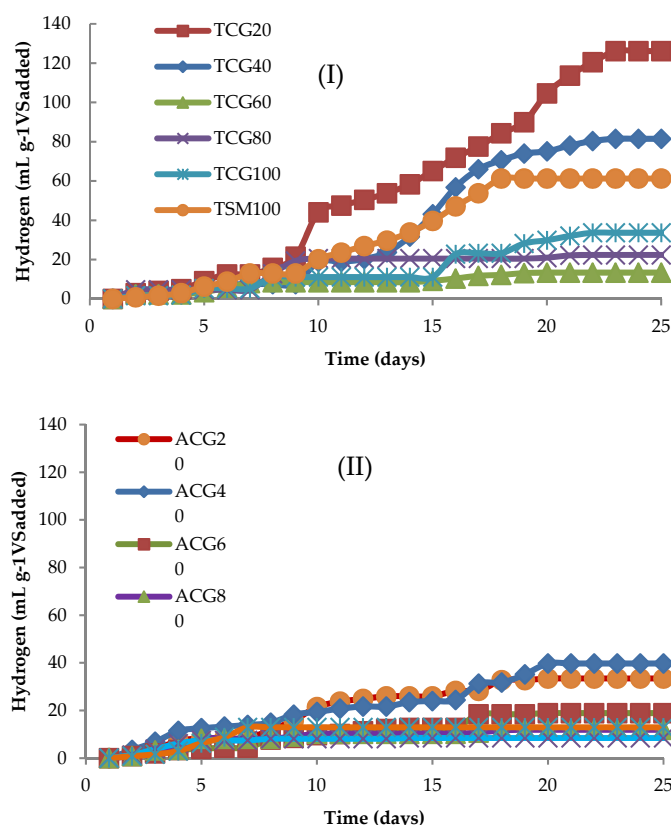 140
120
100
80
60
40
20
0
Hydrogen (mL g-1VSadded)
TCG20
TCG40
TCG60
TCG80
TCG100
TSM100
(I)
0
5
10
15
20
25
Time (days)
140
120
100
80
60
40
20
0
Hydrogen (mL g-1VSadded)
ACG2
0
ACG4
0
ACG6
0
ACG8
0
(II)
0
5
10
15
20
25
Time (days)